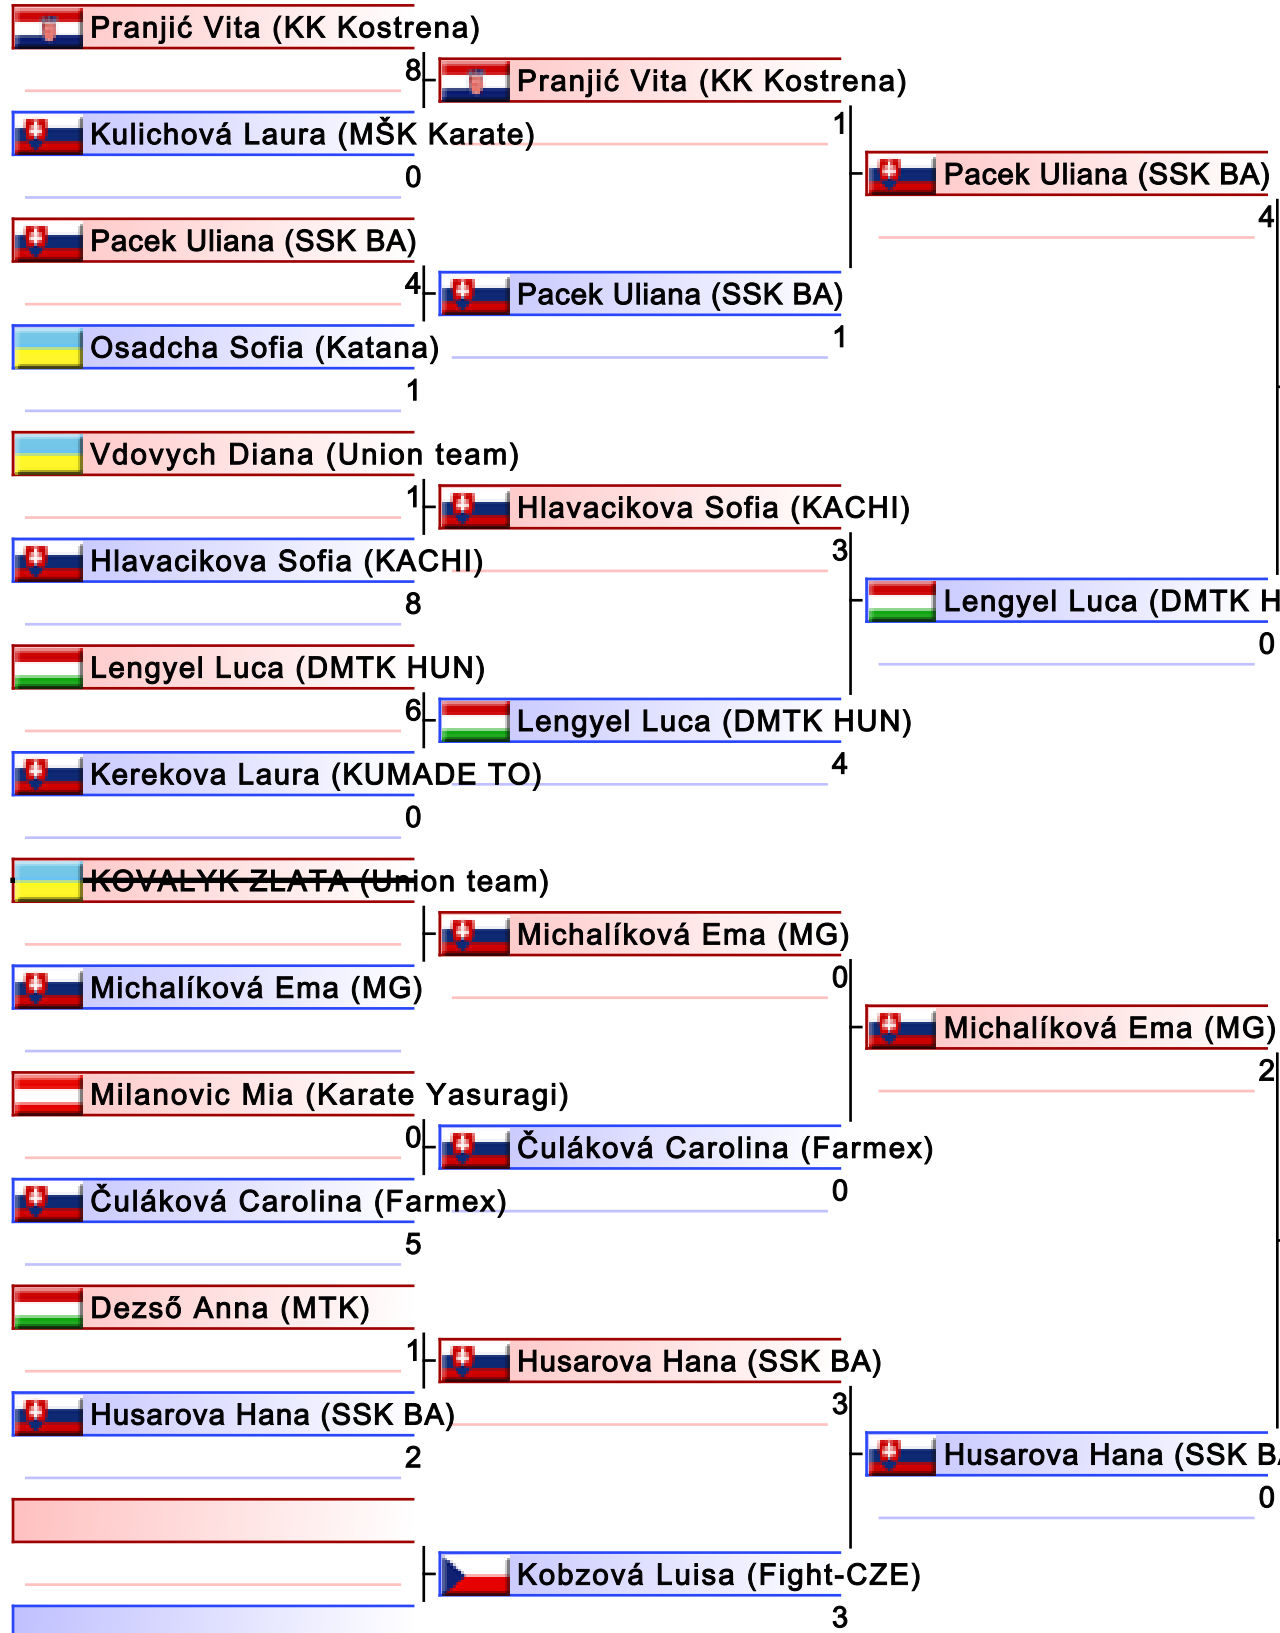 Pranjić Vita (KK Kostrena)
8
Kulichová Laura (MŠK Karate)
0
Pacek Uliana (SSK BA)
4
Osadcha Sofia (Katana)
1
Vdovych Diana (Union team)
1
Hlavacikova Sofia (KACHI)
8
Lengyel Luca (DMTK HUN)
6
Kerekova Laura (KUMADE TO)
0
KOVALYK ZLATA (Union team)
Michalíková Ema (MG)
Milanovic Mia (Karate Yasuragi)
0
Čuláková Carolina (Farmex)
5
Dezső Anna (MTK)
1
Husarova Hana (SSK BA)
2
Pranjić Vita (KK Kostrena)
1
Pacek Uliana (SSK BA)
1
Hlavacikova Sofia (KACHI)
3
Lengyel Luca (DMTK HUN)
4
Michalíková Ema (MG)
0
Čuláková Carolina (Farmex)
0
Husarova Hana (SSK BA)
3
Kobzová Luisa (Fight-CZE)
3
Pacek Uliana (SSK BA)
4
Lengyel Luca (DMTK H
0
Michalíková Ema (MG)
2
Husarova Hana (SSK BA
0